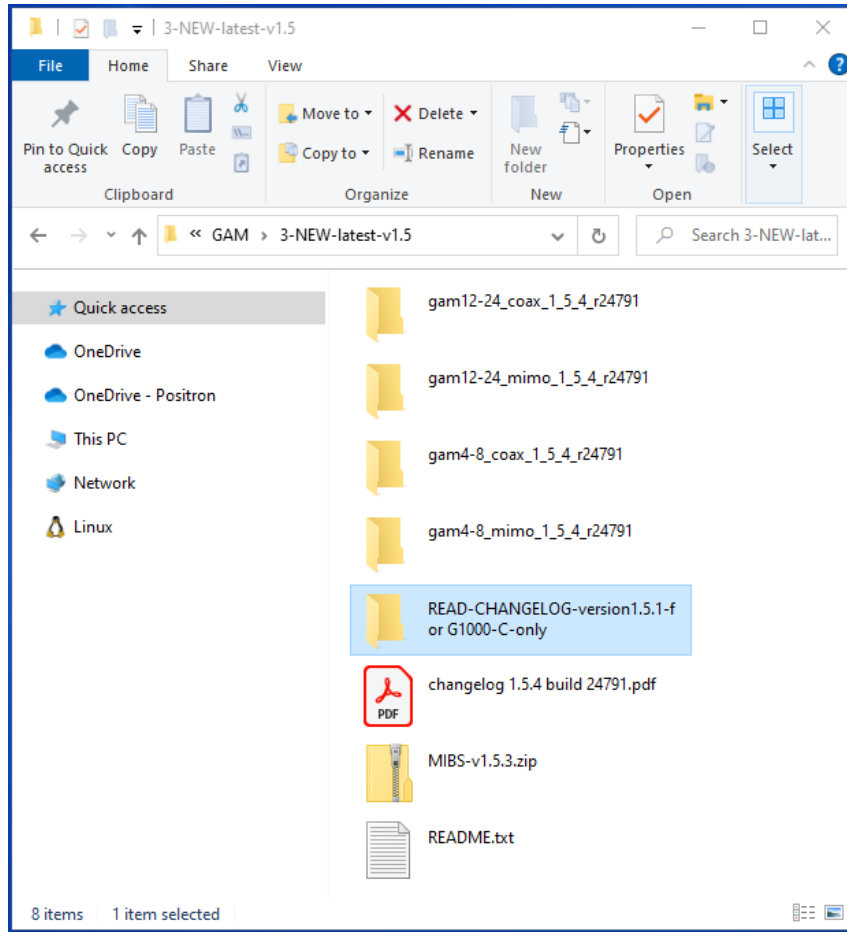 3-NEW-latest-v1.5
File Home Share View
Pin to Quick access
Copy
Paste
Move to
Copy to
Delete
Rename
New folder
Properties
Select
Clipboard Organize New Open
« GAM > 3-NEW-latest-v1.5
Search 3-NEW-lat...
Quick access
OneDrive
OneDrive - Positron
This PC
Network
Linux
gam12-24_coax_1_5_4_r24791
gam12-24_mimo_1_5_4_r24791
gam4-8_coax_1_5_4_r24791
gam4-8_mimo_1_5_4_r24791
READ-CHANGELOG-version1.5.1-f
or G1000-C-only
PDF
changelog 1.5.4 build 24791.pdf
MIBS-v1.5.3.zip
README.txt
8 items 1 item selected